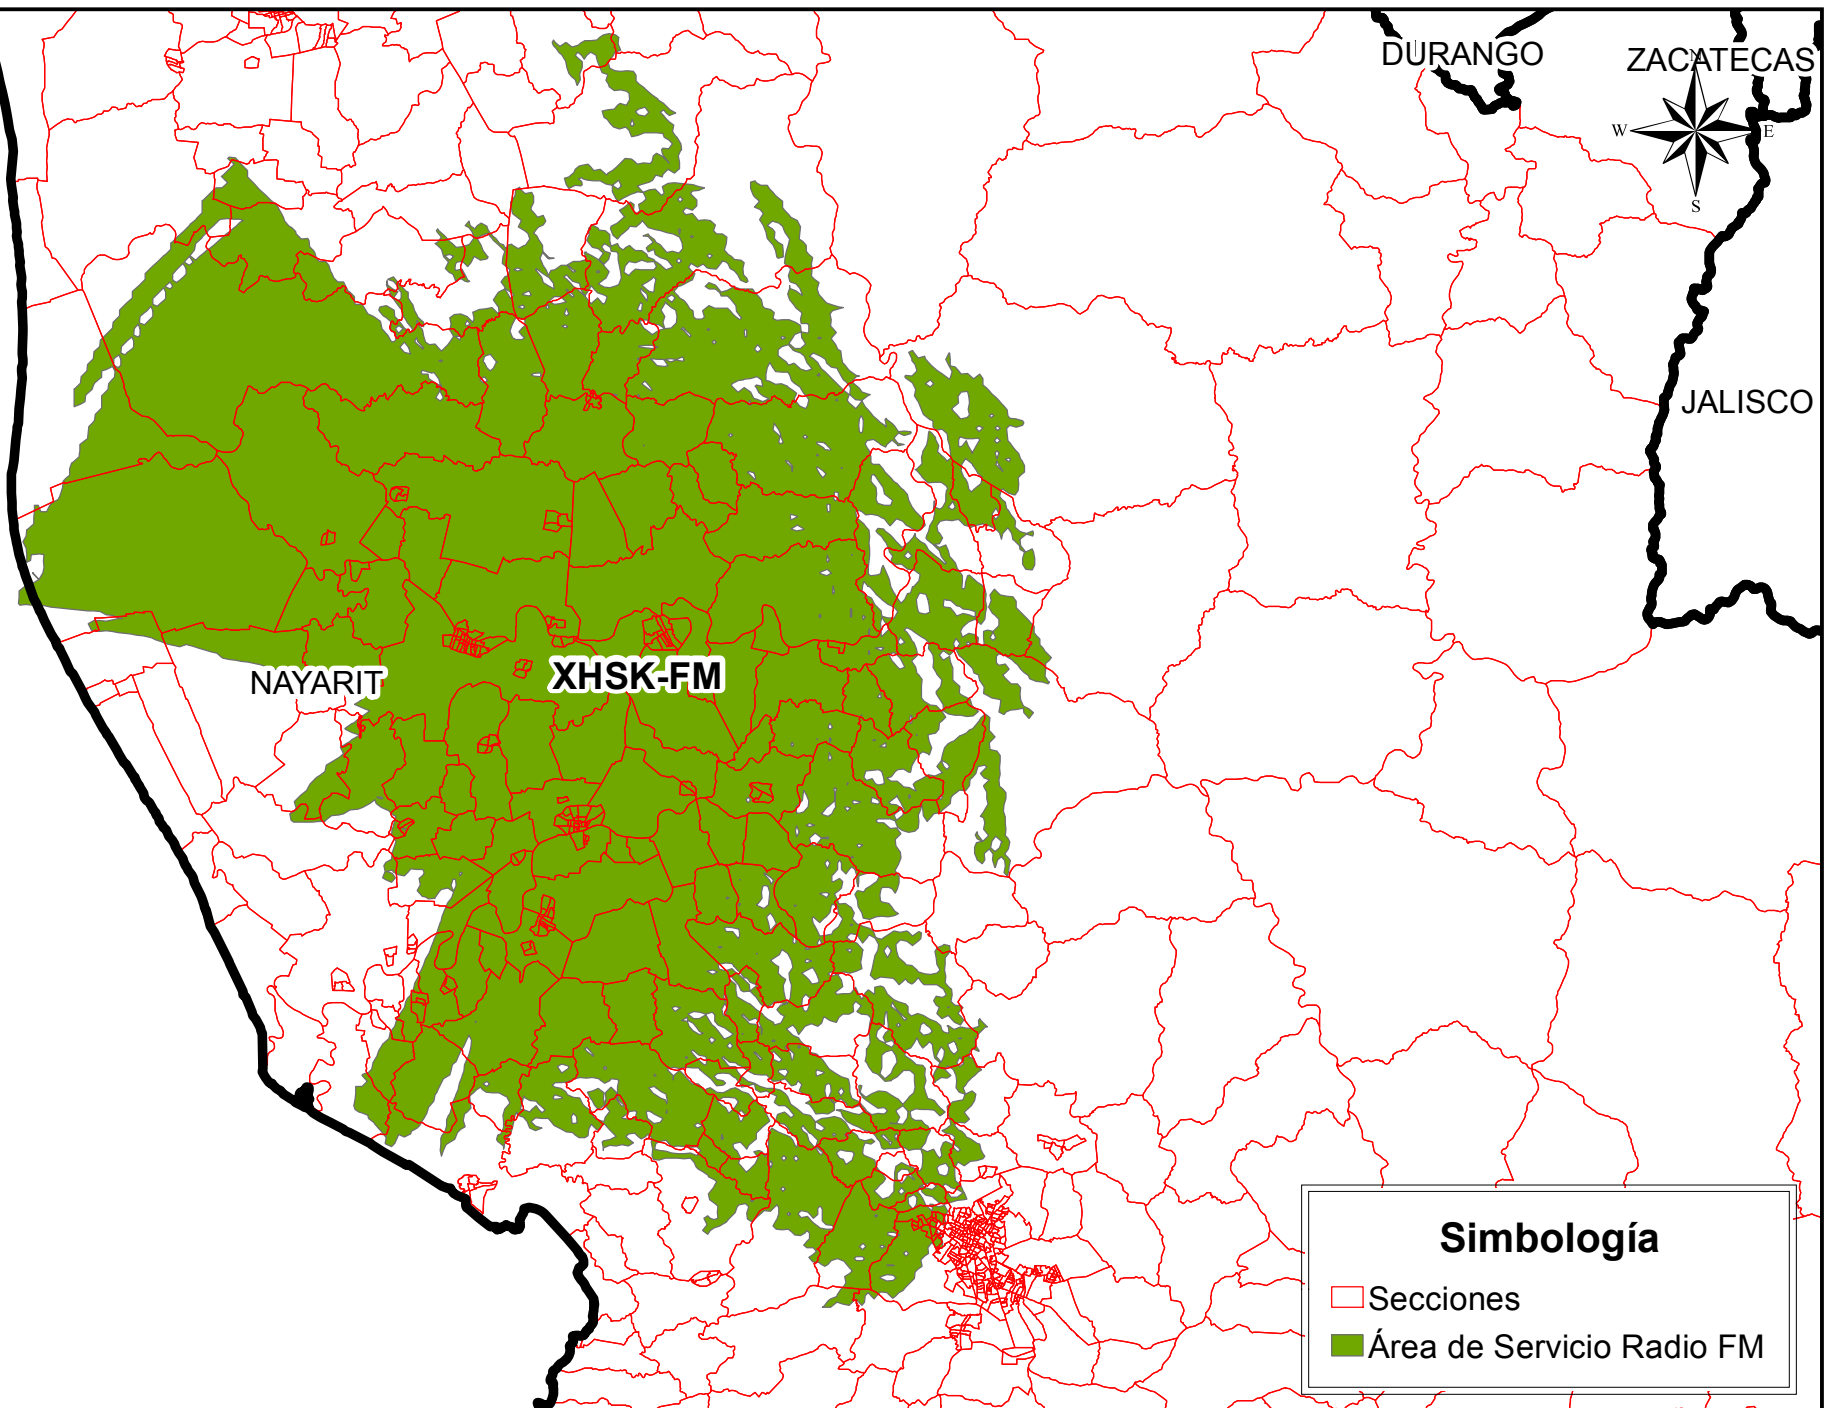 DURANGO
ZACATECAS
N
W
E
S
JALISCO
NAYARIT
XHSK-FM
Simbología
Secciones
Área de Servicio Radio FM